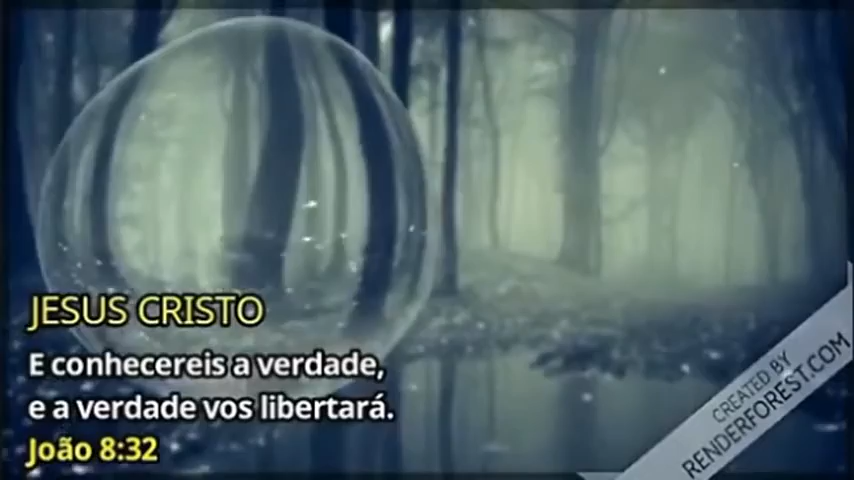 JESUS CRISTO
E conhecereis a verdade,
e a verdade vos libertará.
João 8:32
CREATED BY
RENDERFOREST.COM